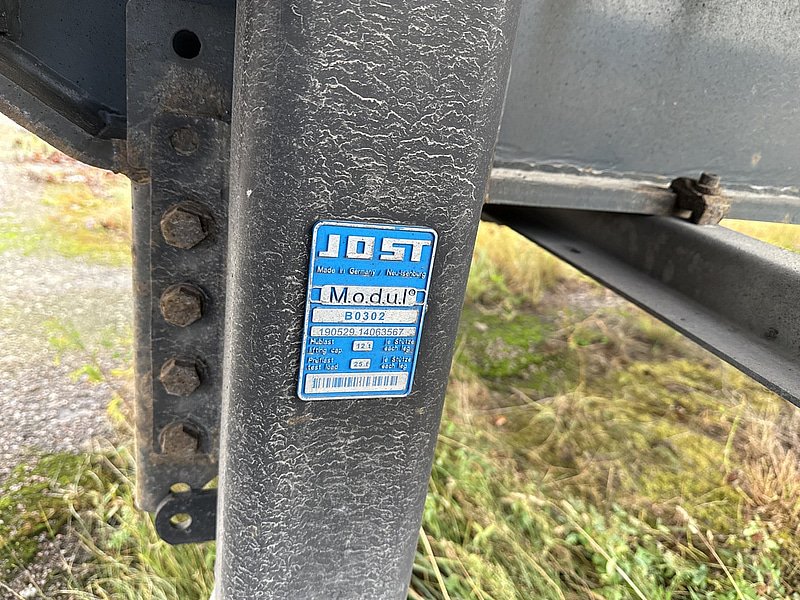 JOST
Made in Germany / Neu-Isenburg
M.o.d.u.l°
B0302
190529.14063567
Hublast je Stütze
lifting cap 12 t each leg
Prüflast je Stütze
test load 25 t each leg